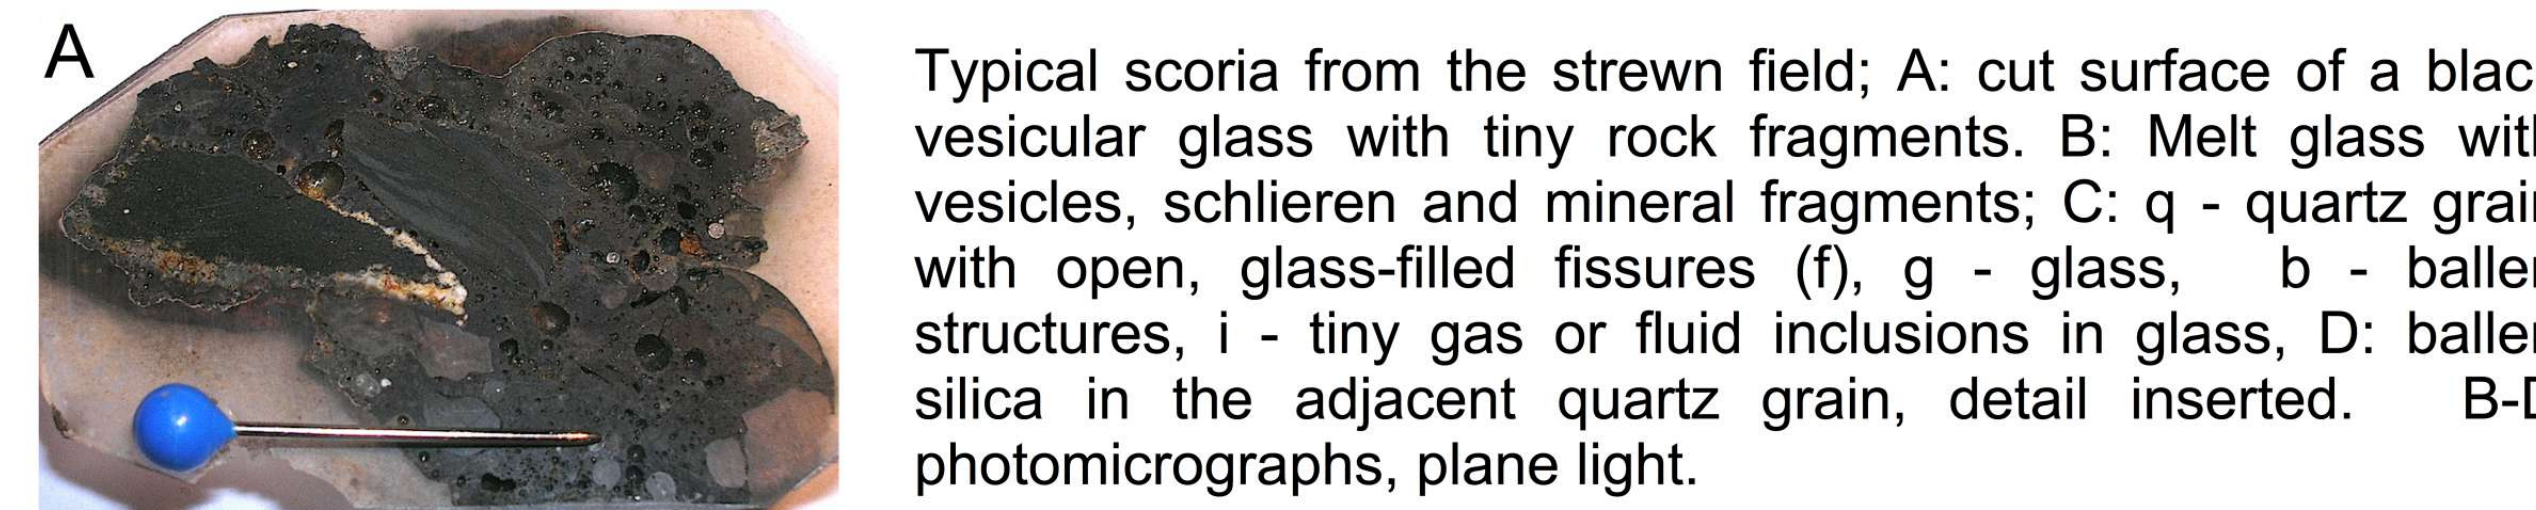 A
Typical scoria from the strewn field; A: cut surface of a blac
vesicular glass with tiny rock fragments. B: Melt glass wit
vesicles, schlieren and mineral fragments; C: q - quartz grai
with open, glass-filled fissures (f), g - glass, b - balle
structures, i - tiny gas or fluid inclusions in glass, D: balle
silica in the adjacent quartz grain, detail inserted. B-D
photomicrographs, plane light.